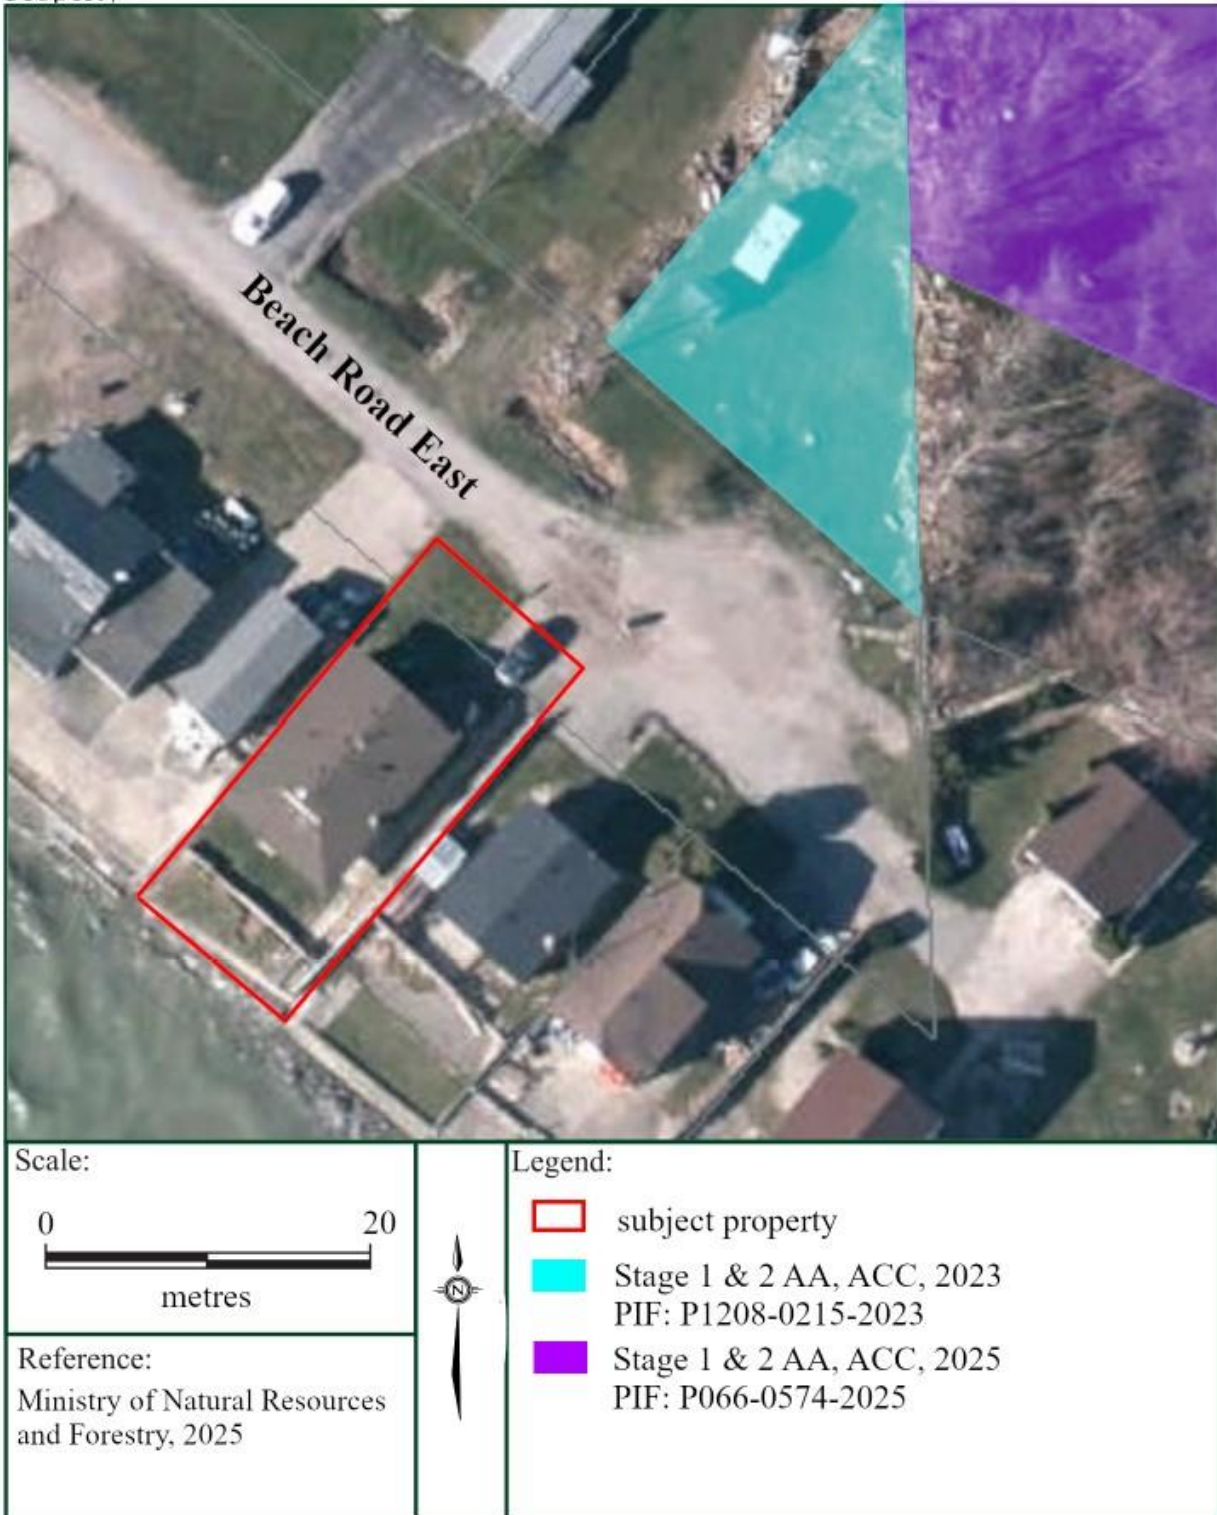 Beach Road East
Scale:
0 20
metres
Reference:
Ministry of Natural Resources
and Forestry, 2025
N
Legend:
subject property
Stage 1 & 2 AA, ACC, 2023
PIF: P1208-0215-2023
Stage 1 & 2 AA, ACC, 2025
PIF: P066-0574-2025